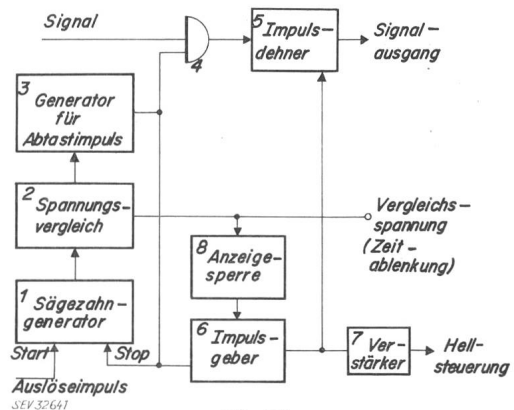 Signal
4
5 Impuls-
dehner
Signal-
ausgang
3 Generator
für
Abtastimpuls
2 Spannungs-
vergleich
Vergleichs-
spannung
(Zeit-
ablenkung)
8 Anzeige-
sperre
1 Sägezahn-
generator
6 Impuls-
geber
7 Ver-
stärker
Hell-
steuerung
Start
Stop
Auslöseimpuls
SEV 32641